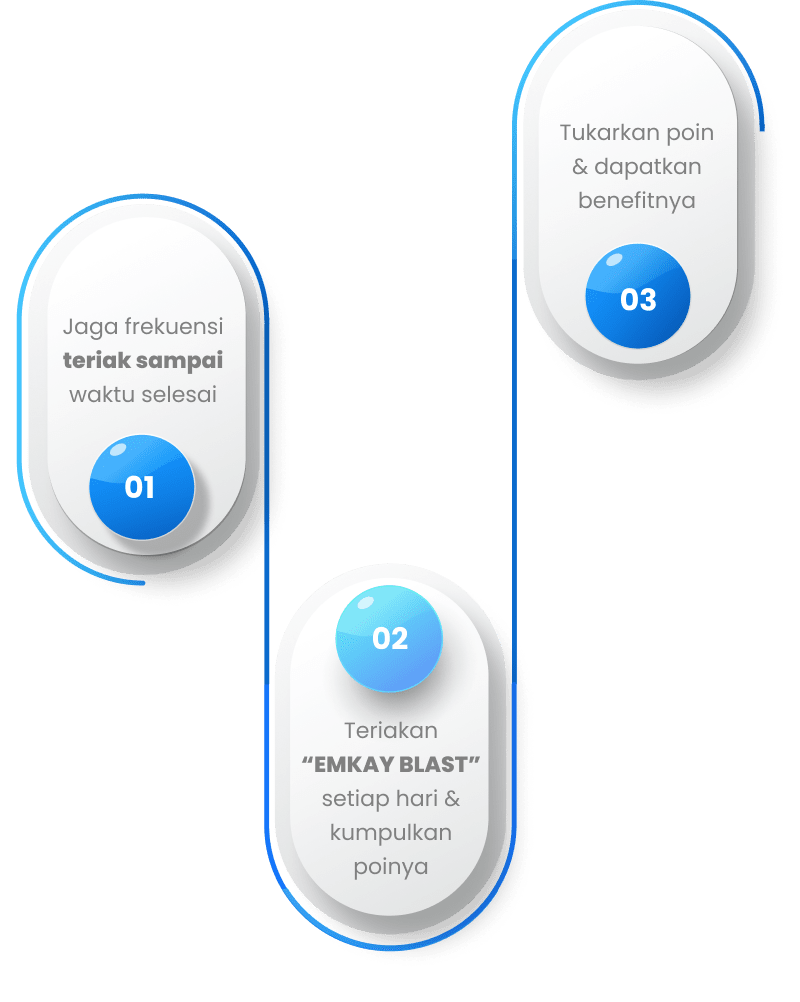 Jaga frekuensi
teriak sampai
waktu selesai
01
02
Teriakan
“EMKAY BLAST”
setiap hari &
kumpulkan
poinya
Tukarkan poin
& dapatkan
benefitnya
03